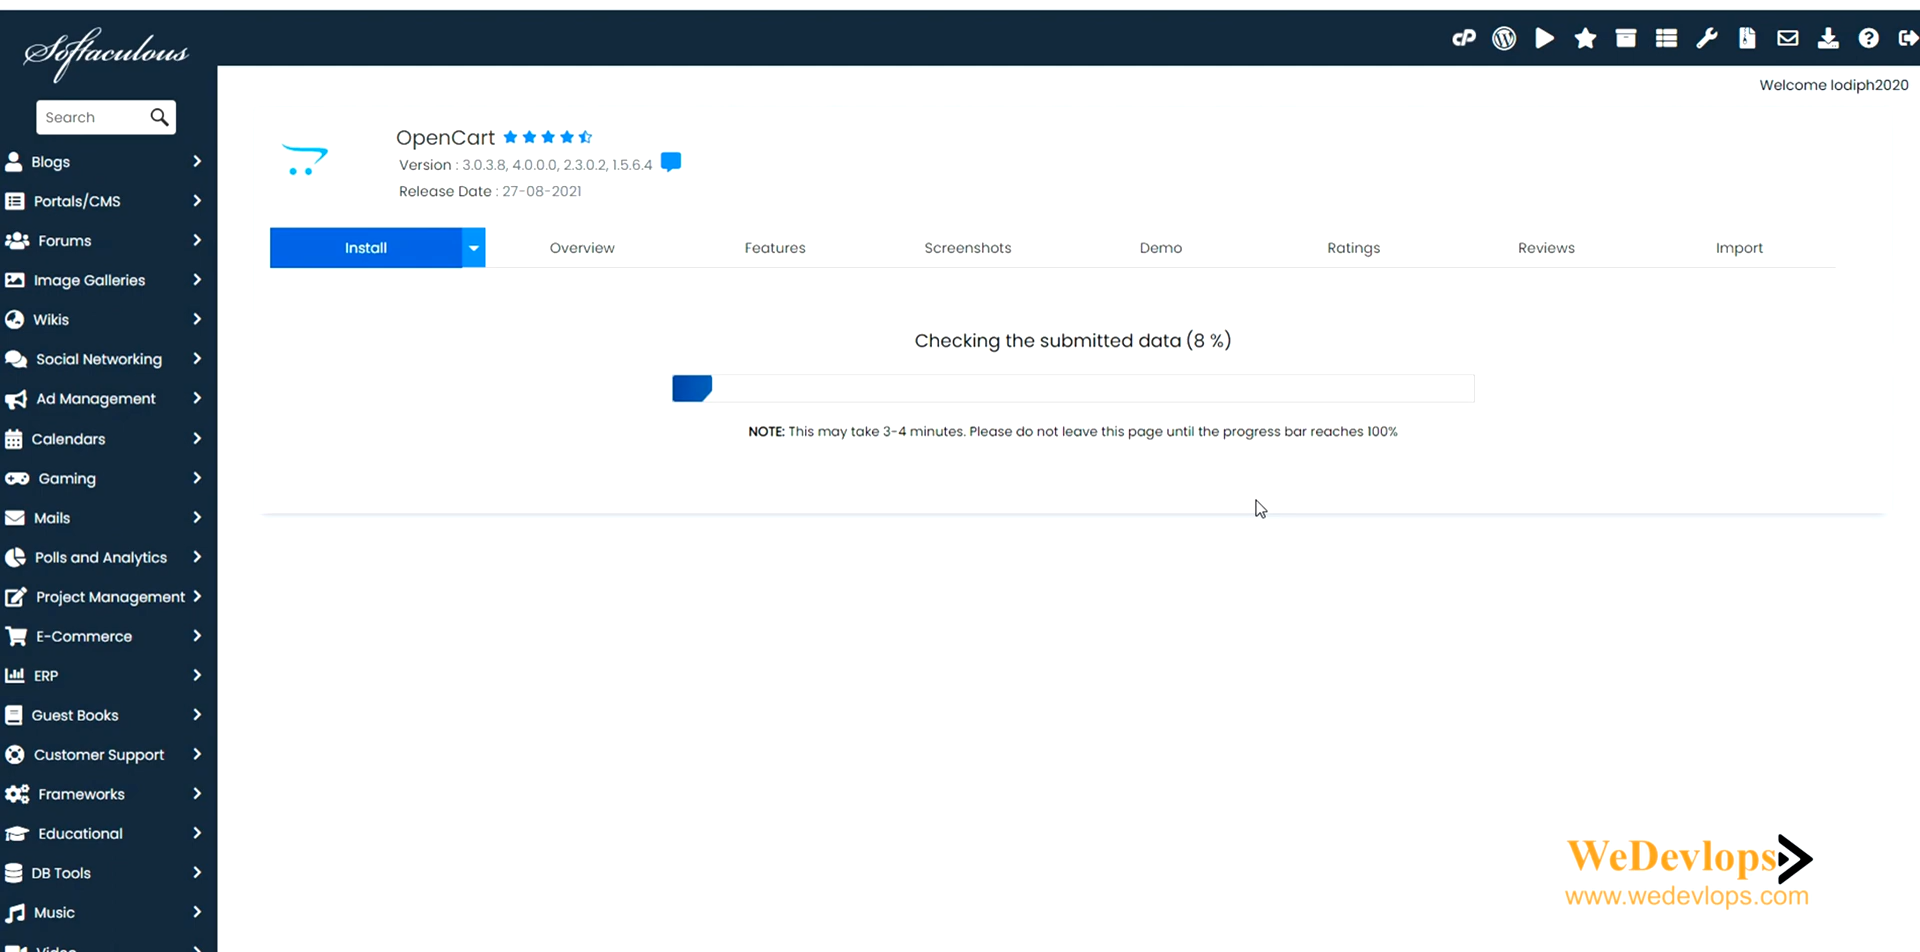 Softaculous
cP
Welcome lodiph2020
Search
Blogs
Portals/CMS
Forums
Image Galleries
Wikis
Social Networking
Ad Management
Calendars
Gaming
Mails
Polls and Analytics
Project Management
E-Commerce
ERP
Guest Books
Customer Support
Frameworks
Educational
DB Tools
Music
Video
OpenCart
Version : 3.0.3.8, 4.0.0.0, 2.3.0.2, 1.5.6.4
Release Date : 27-08-2021
Install Overview Features Screenshots Demo Ratings Reviews Import
Checking the submitted data (8 %)
NOTE: This may take 3-4 minutes. Please do not leave this page until the progress bar reaches 100%
WeDevlops
www.wedevlops.com